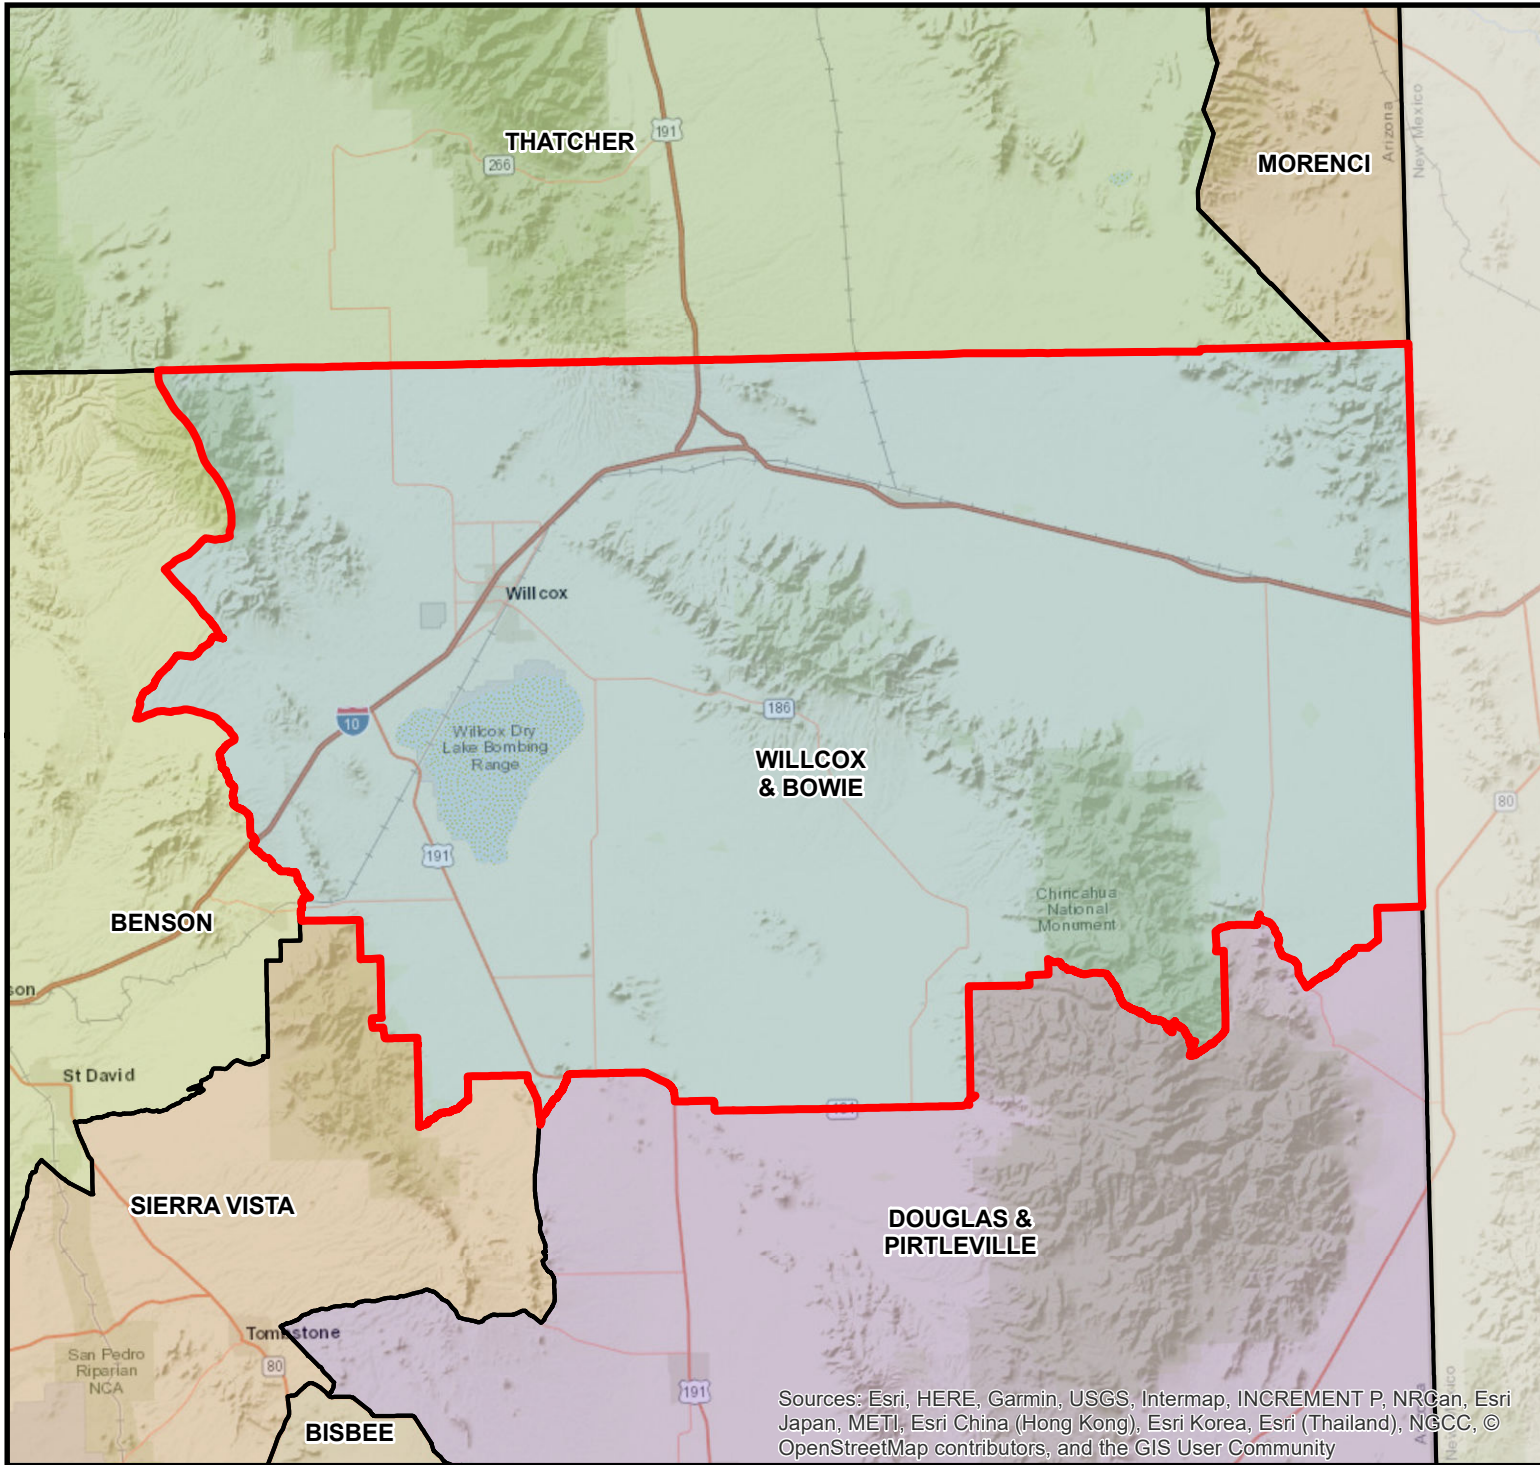 THATCHER
191
266
MORENCI
Arizona
New Mexico
Willcox
10
Willcox Dry
Lake Bombing
Range
186
WILLCOX
& BOWIE
80
191
Chiricahua
National
Monument
BENSON
son
St David
SIERRA VISTA
DOUGLAS &
PIRTLEVILLE
Tombstone
San Pedro
Riparian
NCA
80
191
BISBEE
Sources: Esri, HERE, Garmin, USGS, Intermap, INCREMENT P, NRCan, Esri
Japan, METI, Esri China (Hong Kong), Esri Korea, Esri (Thailand), NGCC, ©
OpenStreetMap contributors, and the GIS User Community